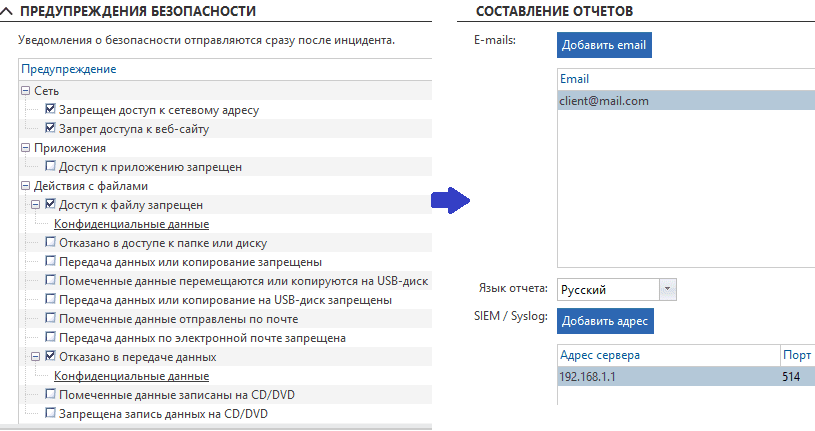 ПРЕДУПРЕЖДЕНИЯ БЕЗОПАСНОСТИ
Уведомления о безопасности отправляются сразу после инцидента.
Предупреждение
Сеть
Запрещен доступ к сетевому адресу
Запрет доступа к веб-сайту
Приложения
Доступ к приложению запрещен
Действия с файлами
Доступ к файлу запрещен
Конфиденциальные данные
Отказано в доступе к папке или диску
Передача данных или копирование запрещены
Помеченные данные перемещаются или копируются на USB-диск
Передача данных или копирование на USB-диск запрещены
Помеченные данные отправлены по почте
Передача данных по электронной почте запрещена
Отказано в передаче данных
Конфиденциальные данные
Помеченные данные записаны на CD/DVD
Запрещена запись данных на CD/DVD
СОСТАВЛЕНИЕ ОТЧЕТОВ
E-mails:
Добавить email
Email
client@mail.com
Язык отчета:
Русский
SIEM / Syslog:
Добавить адрес
Адрес сервера
Порт
192.168.1.1
514